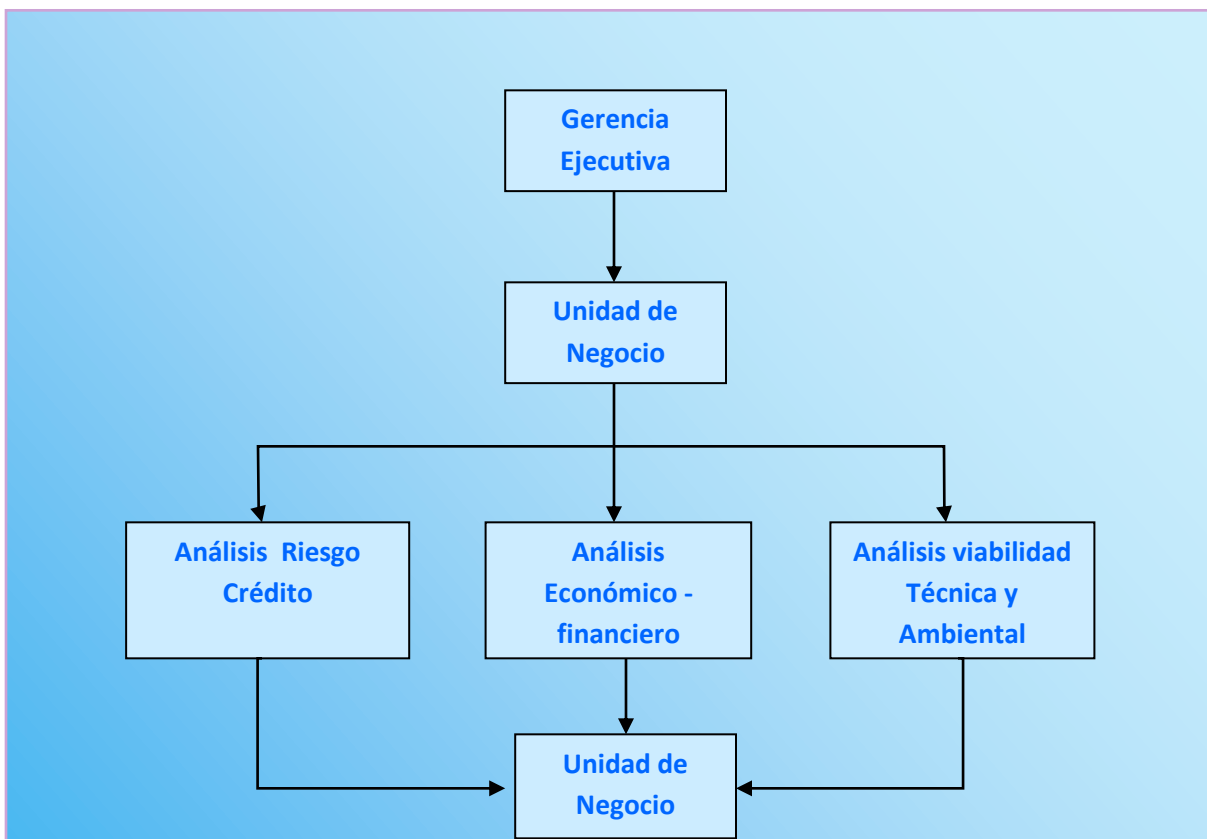 Gerencia
Ejecutiva
Unidad de
Negocio
Análisis  Riesgo
Crédito
Análisis
Económico -
financiero
Análisis viabilidad
Técnica y
Ambiental
Unidad de
Negocio